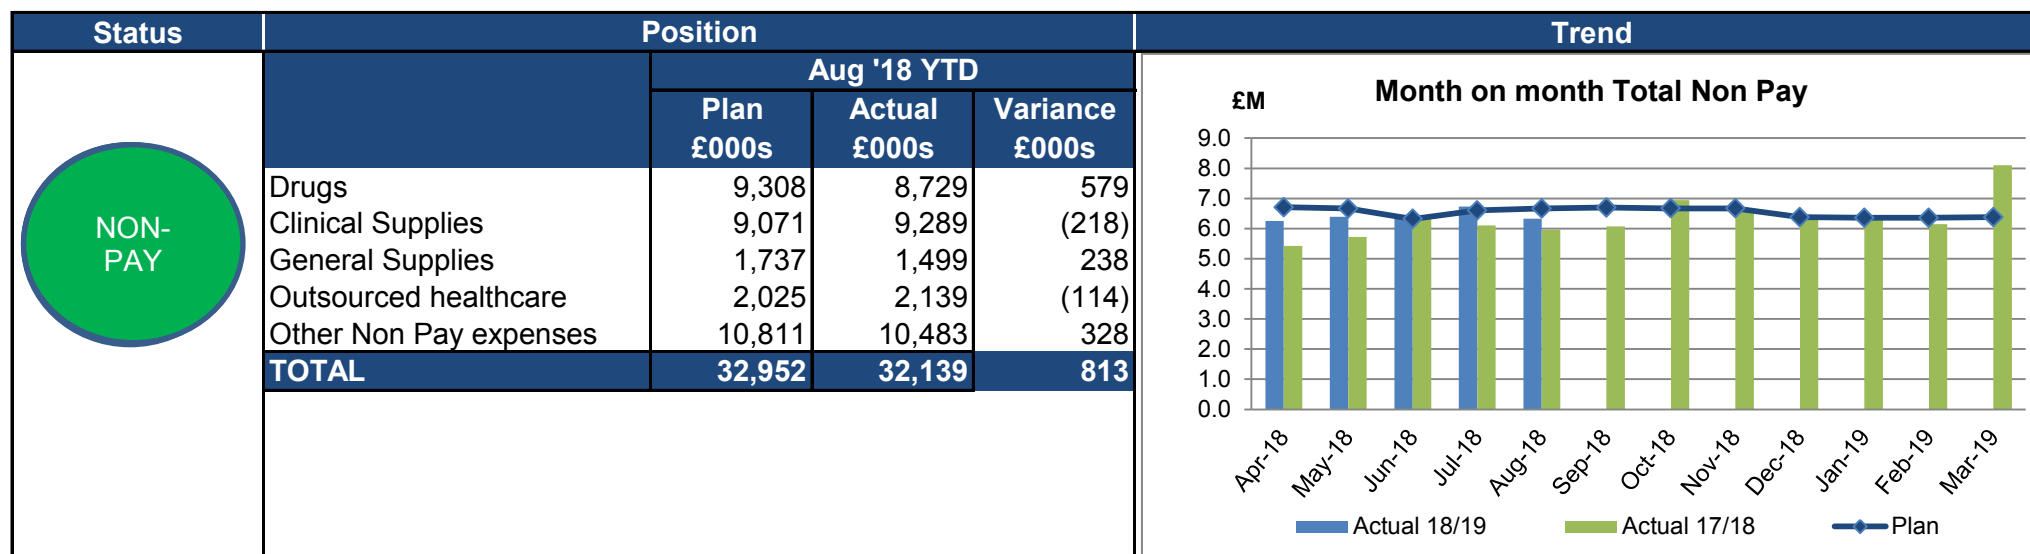 Status Position Trend
NON-
PAY
Aug '18 YTD
Plan Actual Variance
£000s £000s £000s
Drugs 9,308 8,729 579
Clinical Supplies 9,071 9,289 (218)
General Supplies 1,737 1,499 238
Outsourced healthcare 2,025 2,139 (114)
Other Non Pay expenses 10,811 10,483 328
TOTAL 32,952 32,139 813
Month on month Total Non Pay
£M
9.0
8.0
7.0
6.0
5.0
4.0
3.0
2.0
1.0
0.0
Apr-18 May-18 Jun-18 Jul-18 Aug-18 Sep-18 Oct-18 Nov-18 Dec-18 Jan-19 Feb-19 Mar-19
Actual 18/19 Actual 17/18 Plan